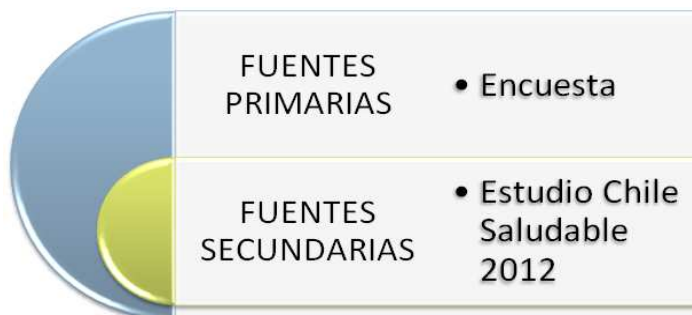 FUENTES
PRIMARIAS
• Encuesta
FUENTES
SECUNDARIAS
• Estudio Chile
Saludable
2012